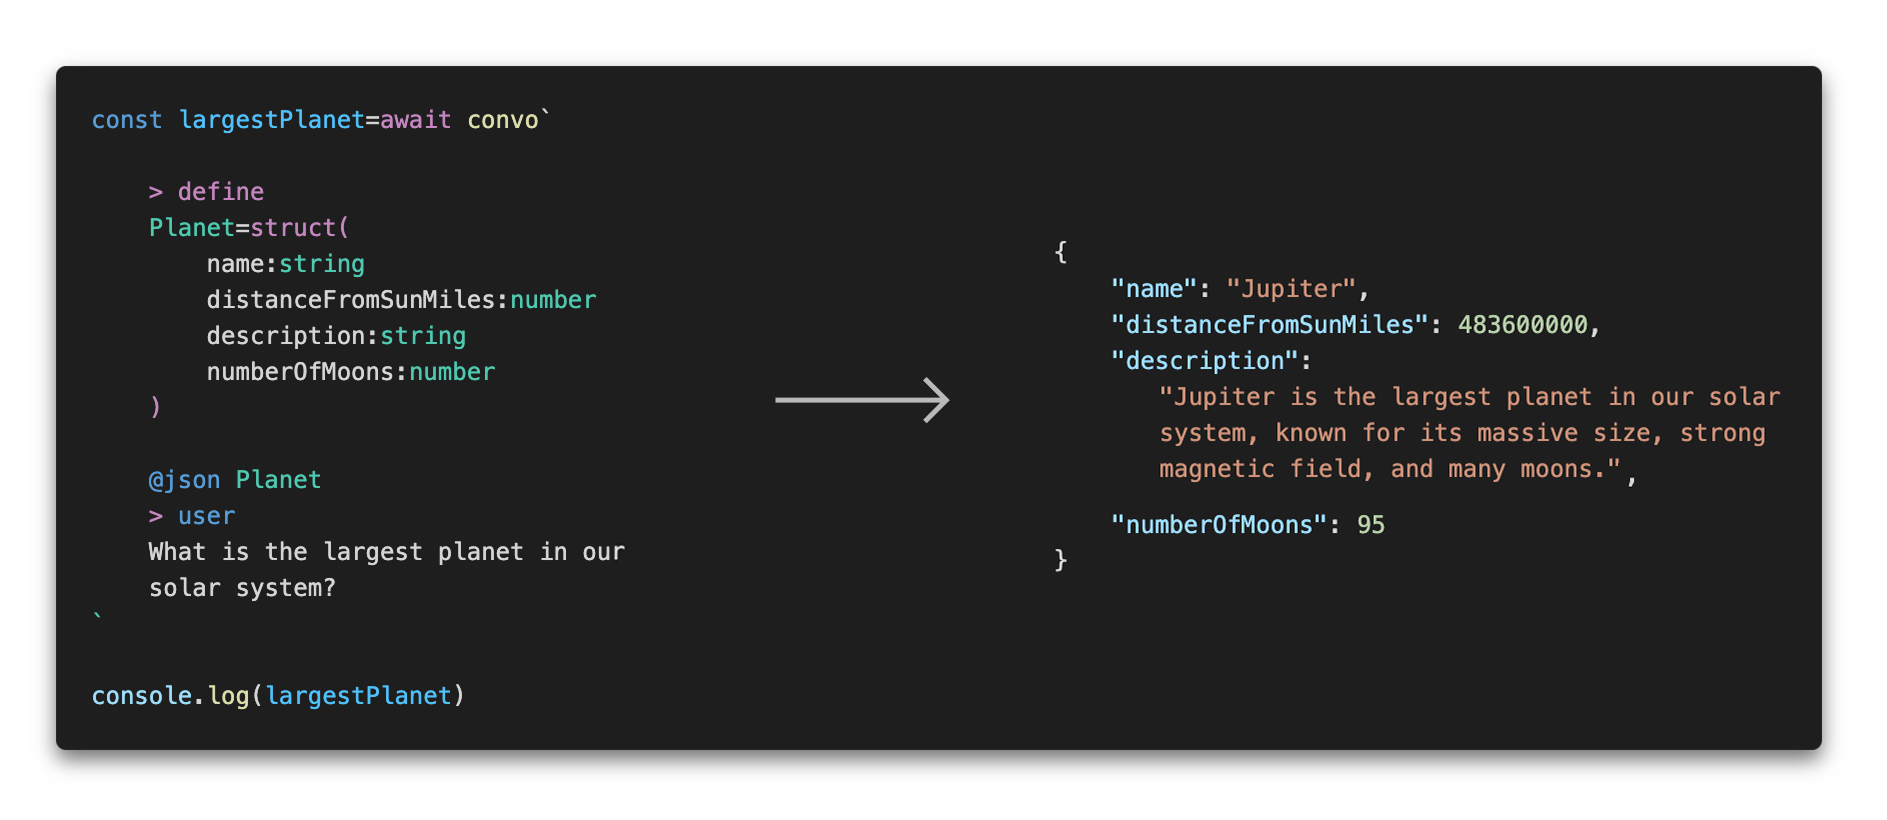 const largestPlanet=await convo`
> define
Planet=struct(
name:string
distanceFromSunMiles:number
description:string
numberOfMoons:number
)
@json Planet
> user
What is the largest planet in our
solar system?
`
console.log(largestPlanet)
{
"name": "Jupiter",
"distanceFromSunMiles": 483600000,
"description":
"Jupiter is the largest planet in our solar
system, known for its massive size, strong
magnetic field, and many moons.",
"numberOfMoons": 95
}